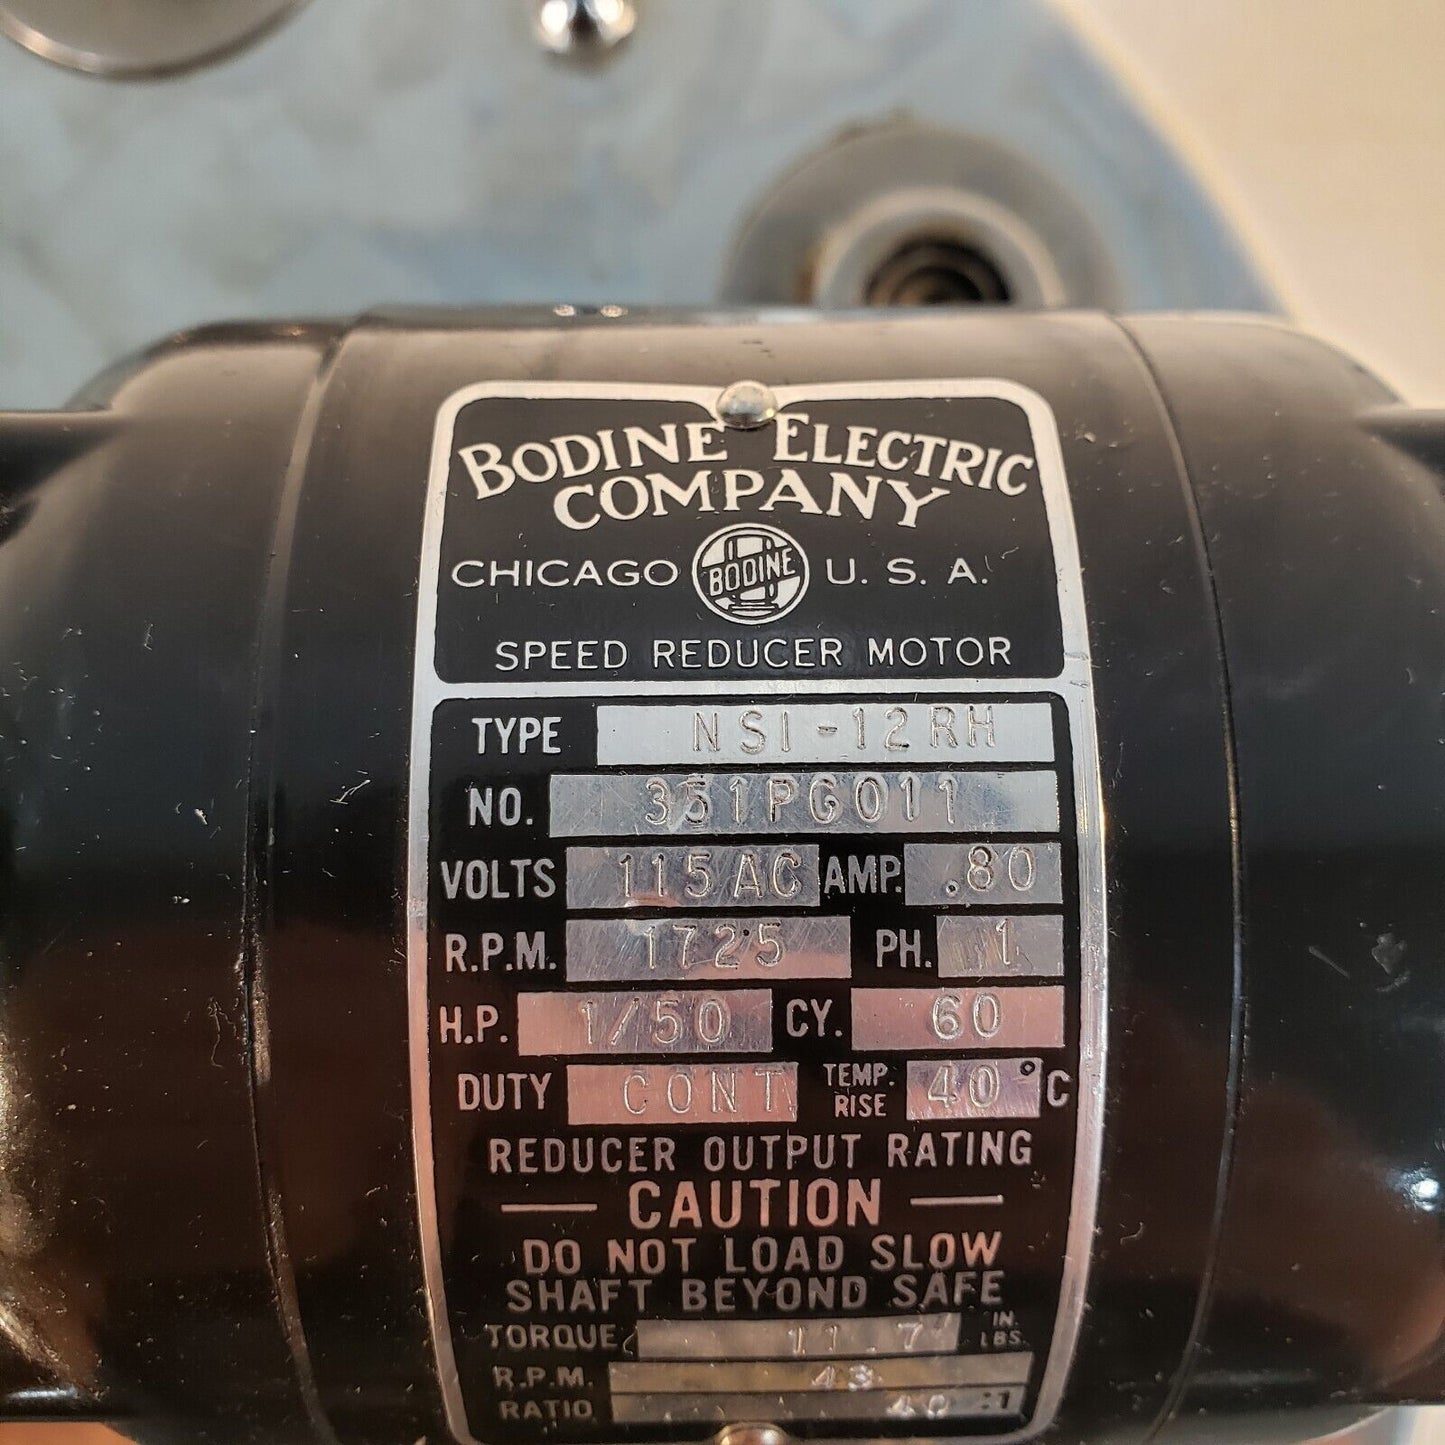 BODINE ELECTRIC
COMPANY
CHICAGO BODINE U. S. A.
SPEED REDUCER MOTOR
TYPE NSI-12RH
NO. 351PG011
VOLTS 115AC AMP. .80
R.P.M. 1725 PH. 1
H.P. 1/50 CY. 60
DUTY CONT TEMP. RISE 40°C
REDUCER OUTPUT RATING
— CAUTION —
DO NOT LOAD SLOW
SHAFT BEYOND SAFE
TORQUE 11.7 IN. LBS.
R.P.M. 43
RATIO 40 :1